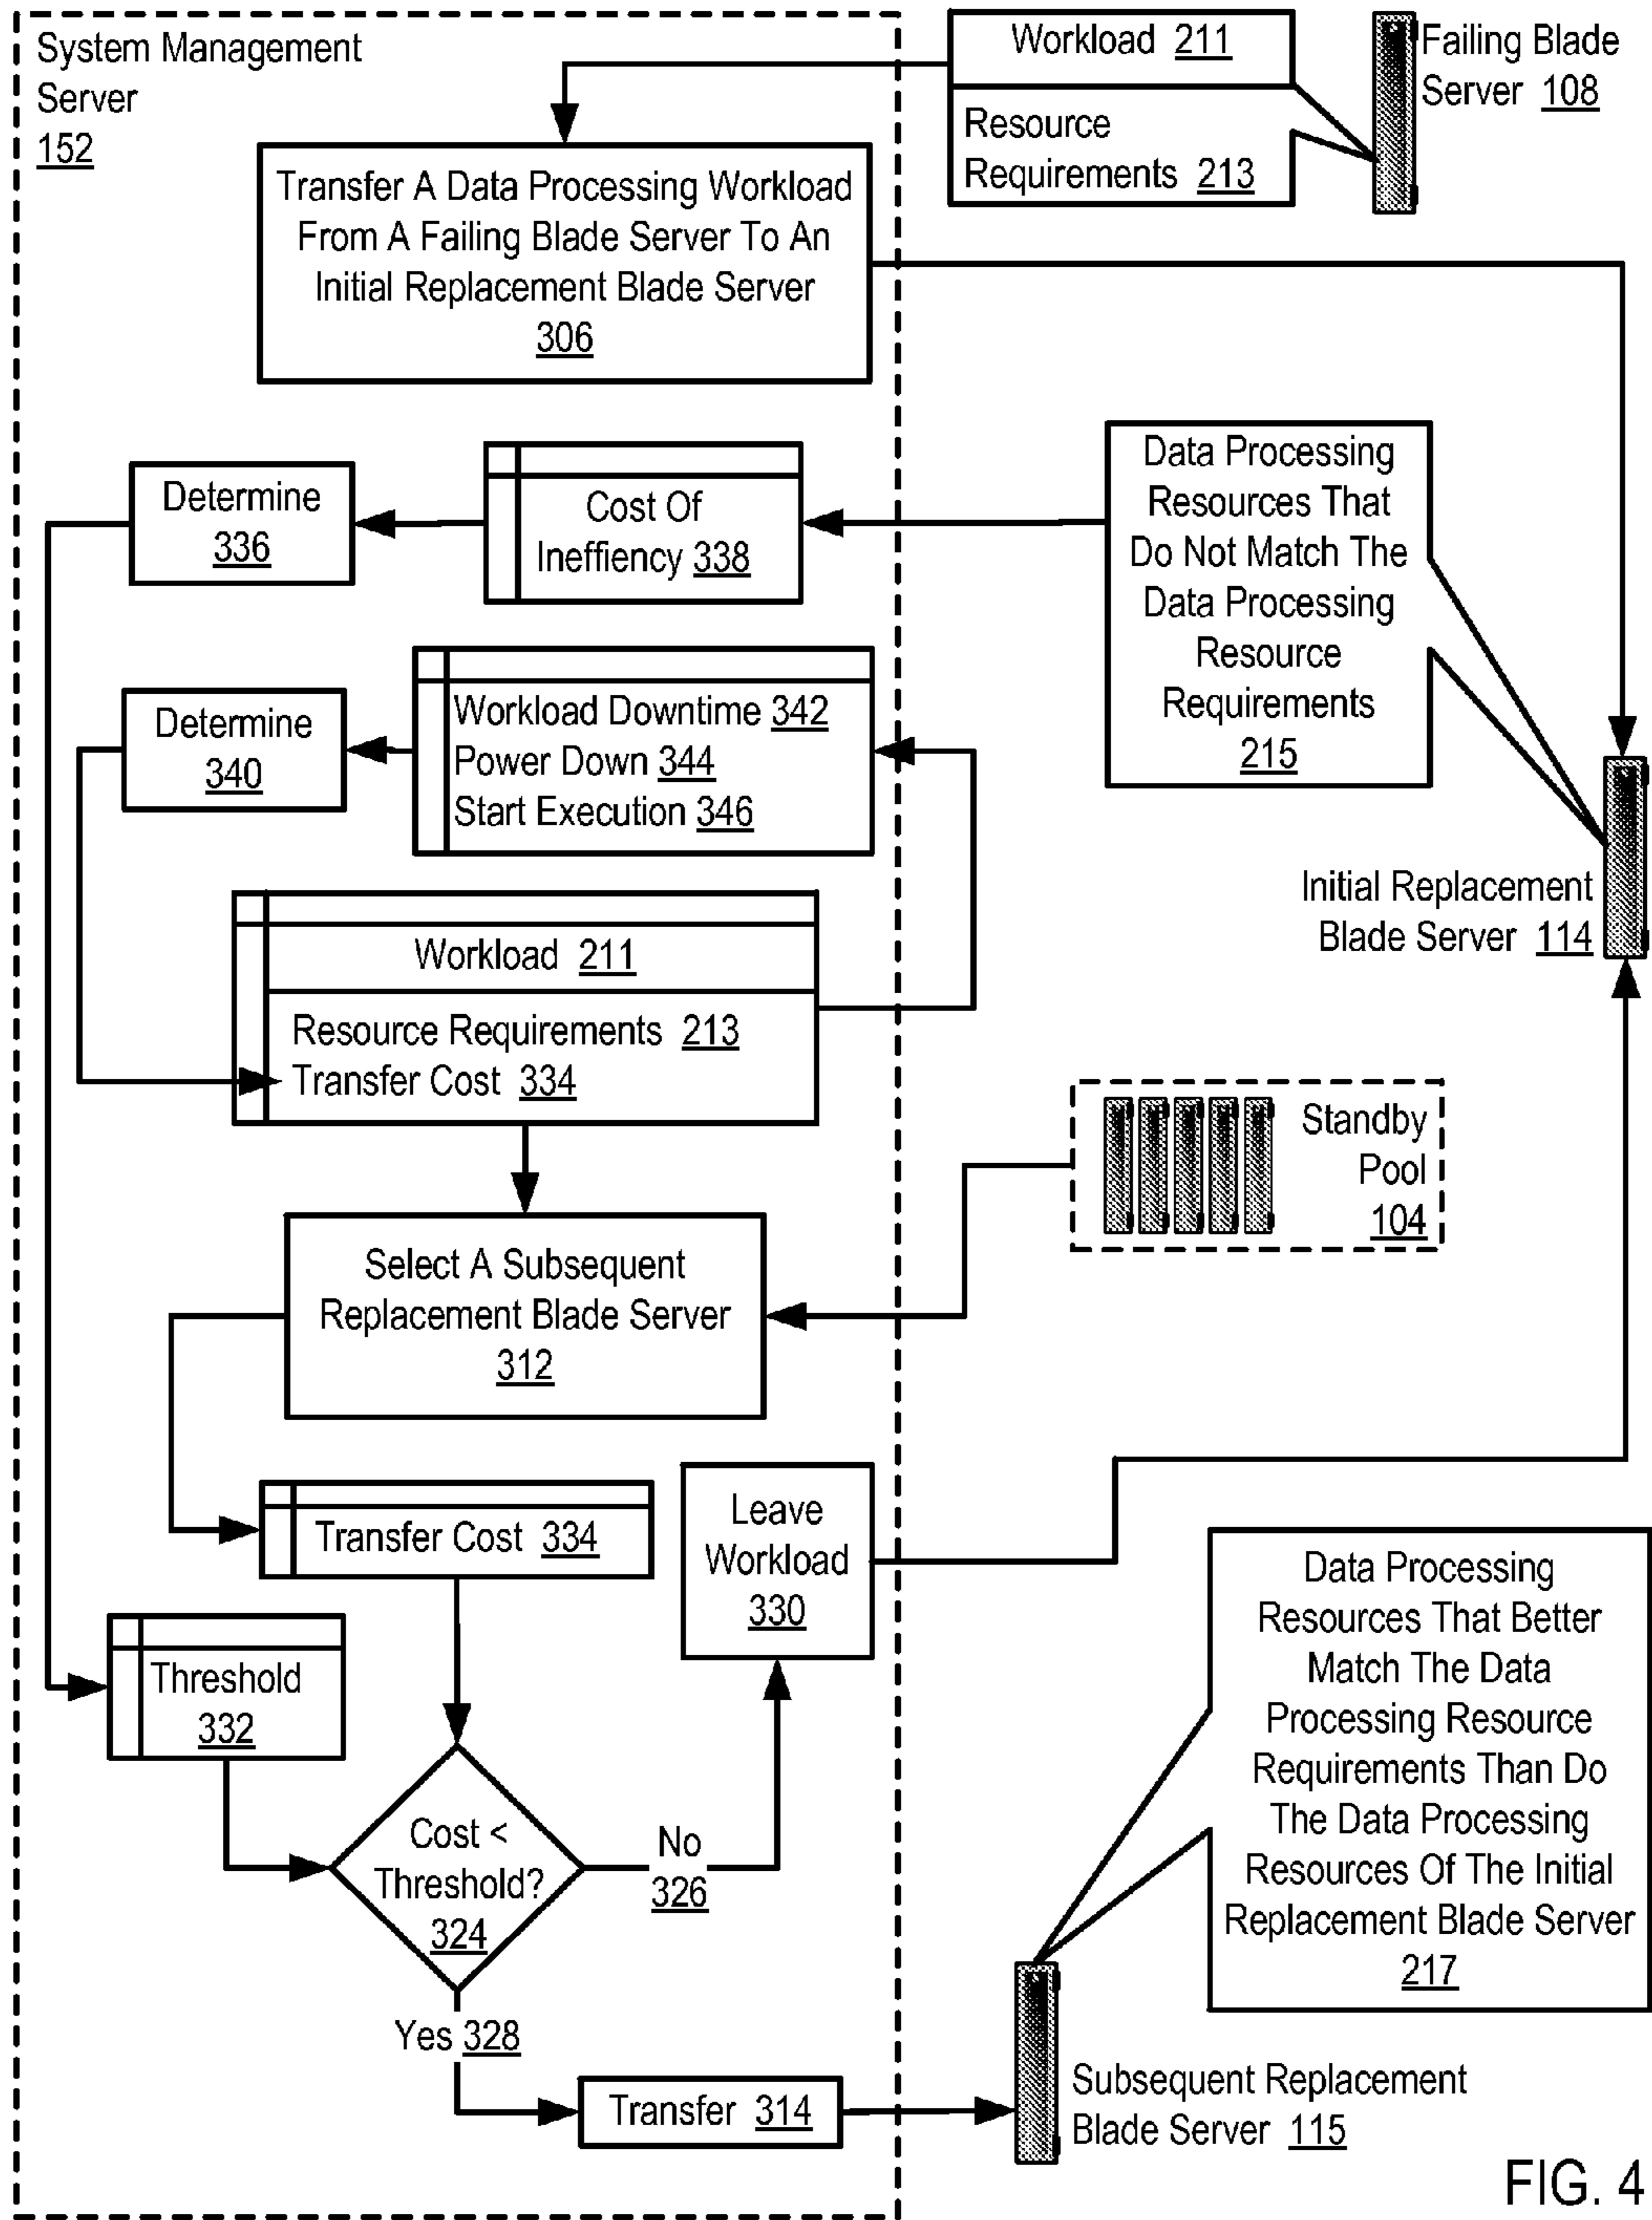 System Management
Server
152
Workload 211
Resource
Requirements 213
Failing Blade
Server 108
Transfer A Data Processing Workload
From A Failing Blade Server To An
Initial Replacement Blade Server
306
Determine
336
Cost Of
Ineffiency 338
Data Processing
Resources That
Do Not Match The
Data Processing
Resource
Requirements
215
Determine
340
Workload Downtime 342
Power Down 344
Start Execution 346
Initial Replacement
Blade Server 114
Workload 211
Resource Requirements 213
Transfer Cost 334
Standby
Pool
104
Select A Subsequent
Replacement Blade Server
312
Transfer Cost 334
Leave
Workload
330
Threshold
332
Data Processing
Resources That Better
Match The Data
Processing Resource
Requirements Than Do
The Data Processing
Resources Of The Initial
Replacement Blade Server
217
Cost <
Threshold?
324
No
326
Yes 328
Transfer 314
Subsequent Replacement
Blade Server 115
FIG. 4